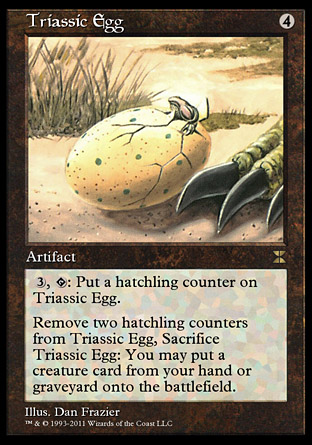 Triassic Egg 4
Artifact
3, : Put a hatchling counter on
Triassic Egg.
Remove two hatchling counters
from Triassic Egg, Sacrifice
Triassic Egg: You may put a
creature card from your hand or
graveyard onto the battlefield.
Illus. Dan Frazier
™ & © 1993-2011 Wizards of the Coast LLC